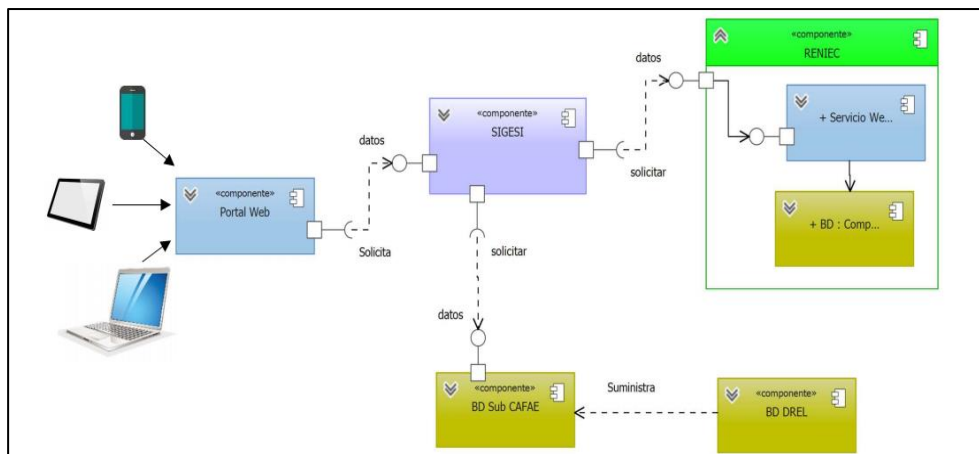 «componente»
RENIEC
datos
+ Servicio We...
«componente»
SIGESI
datos
solicitar
«componente»
Portal Web
Solicita
solicitar
+ BD : Comp...
datos
«componente»
BD Sub CAFAE
Suministra
«componente»
BD DREL